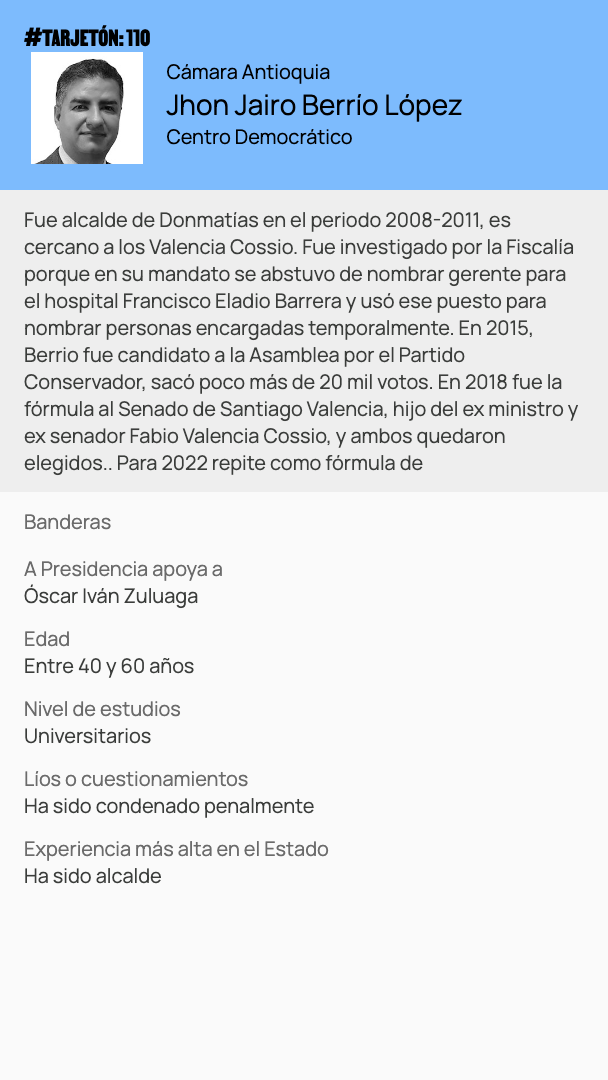 #TARJETÓN: 110
Cámara Antioquia
Jhon Jairo Berrío López
Centro Democrático
Fue alcalde de Donmatías en el periodo 2008-2011, es
cercano a los Valencia Cossio. Fue investigado por la Fiscalía
porque en su mandato se abstuvo de nombrar gerente para
el hospital Francisco Eladio Barrera y usó ese puesto para
nombrar personas encargadas temporalmente. En 2015,
Berrio fue candidato a la Asamblea por el Partido
Conservador, sacó poco más de 20 mil votos. En 2018 fue la
fórmula al Senado de Santiago Valencia, hijo del ex ministro y
ex senador Fabio Valencia Cossio, y ambos quedaron
elegidos.. Para 2022 repite como fórmula de
Banderas
A Presidencia apoya a
Óscar Iván Zuluaga
Edad
Entre 40 y 60 años
Nivel de estudios
Universitarios
Líos o cuestionamientos
Ha sido condenado penalmente
Experiencia más alta en el Estado
Ha sido alcalde